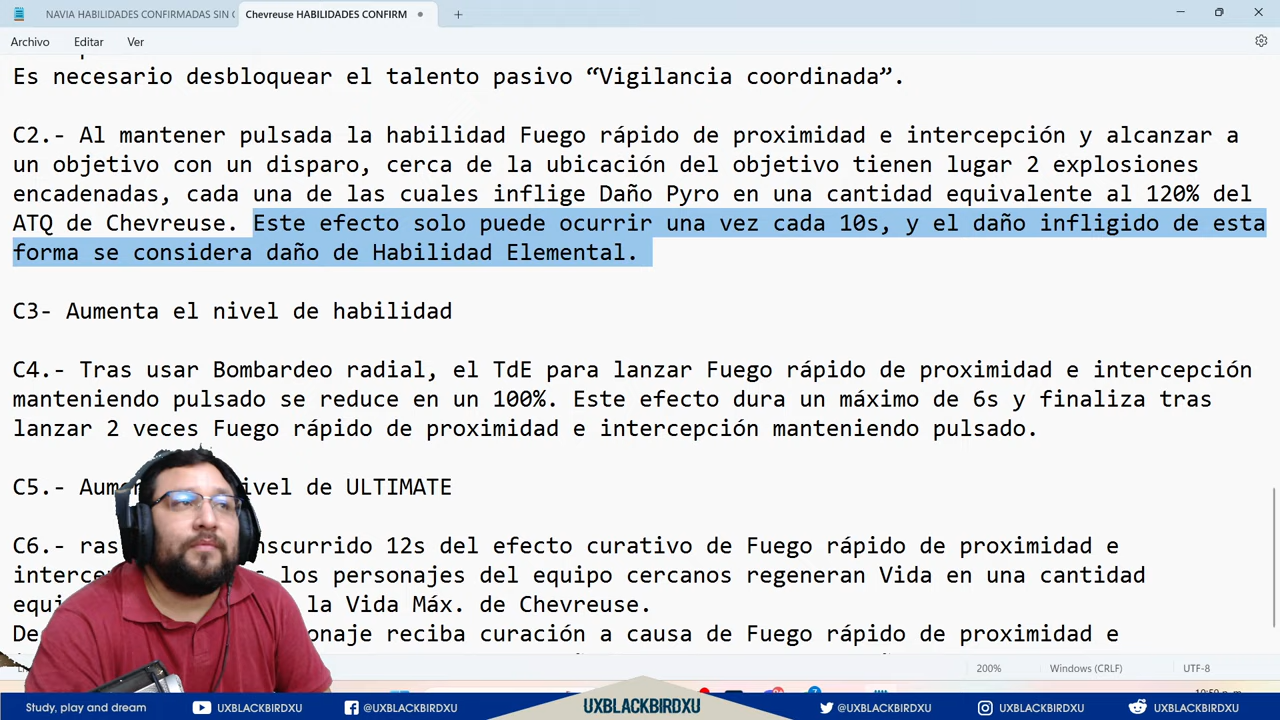 NAVIA HABILIDADES CONFIRMADAS SIN
Chevreuse HABILIDADES CONFIRM
Archivo Editar Ver
Es necesario desbloquear el talento pasivo “Vigilancia coordinada”.
C2.- Al mantener pulsada la habilidad Fuego rápido de proximidad e intercepción y alcanzar a
un objetivo con un disparo, cerca de la ubicación del objetivo tienen lugar 2 explosiones
encadenadas, cada una de las cuales inflige Daño Pyro en una cantidad equivalente al 120% del
ATQ de Chevreuse. Este efecto solo puede ocurrir una vez cada 10s, y el daño infligido de esta
forma se considera daño de Habilidad Elemental.
C3- Aumenta el nivel de habilidad
C4.- Tras usar Bombardeo radial, el TdE para lanzar Fuego rápido de proximidad e intercepción
manteniendo pulsado se reduce en un 100%. Este efecto dura un máximo de 6s y finaliza tras
lanzar 2 veces Fuego rápido de proximidad e intercepción manteniendo pulsado.
C5.- de ULTIMATE
C6.- ras 12s del efecto curativo de Fuego rápido de proximidad e
los personajes del equipo cercanos regeneran Vida en una cantidad
la Vida Máx. de Chevreuse.
reciba curación a causa de Fuego rápido de proximidad e
200% Windows (CRLF) UTF-8
Study, play and dream UXBLACKBIRDXU @UXBLACKBIRDXU UXBLACKBIRDXU @UXBLACKBIRDXU UXBLACKBIRDXU UXBLACKBIRDXU